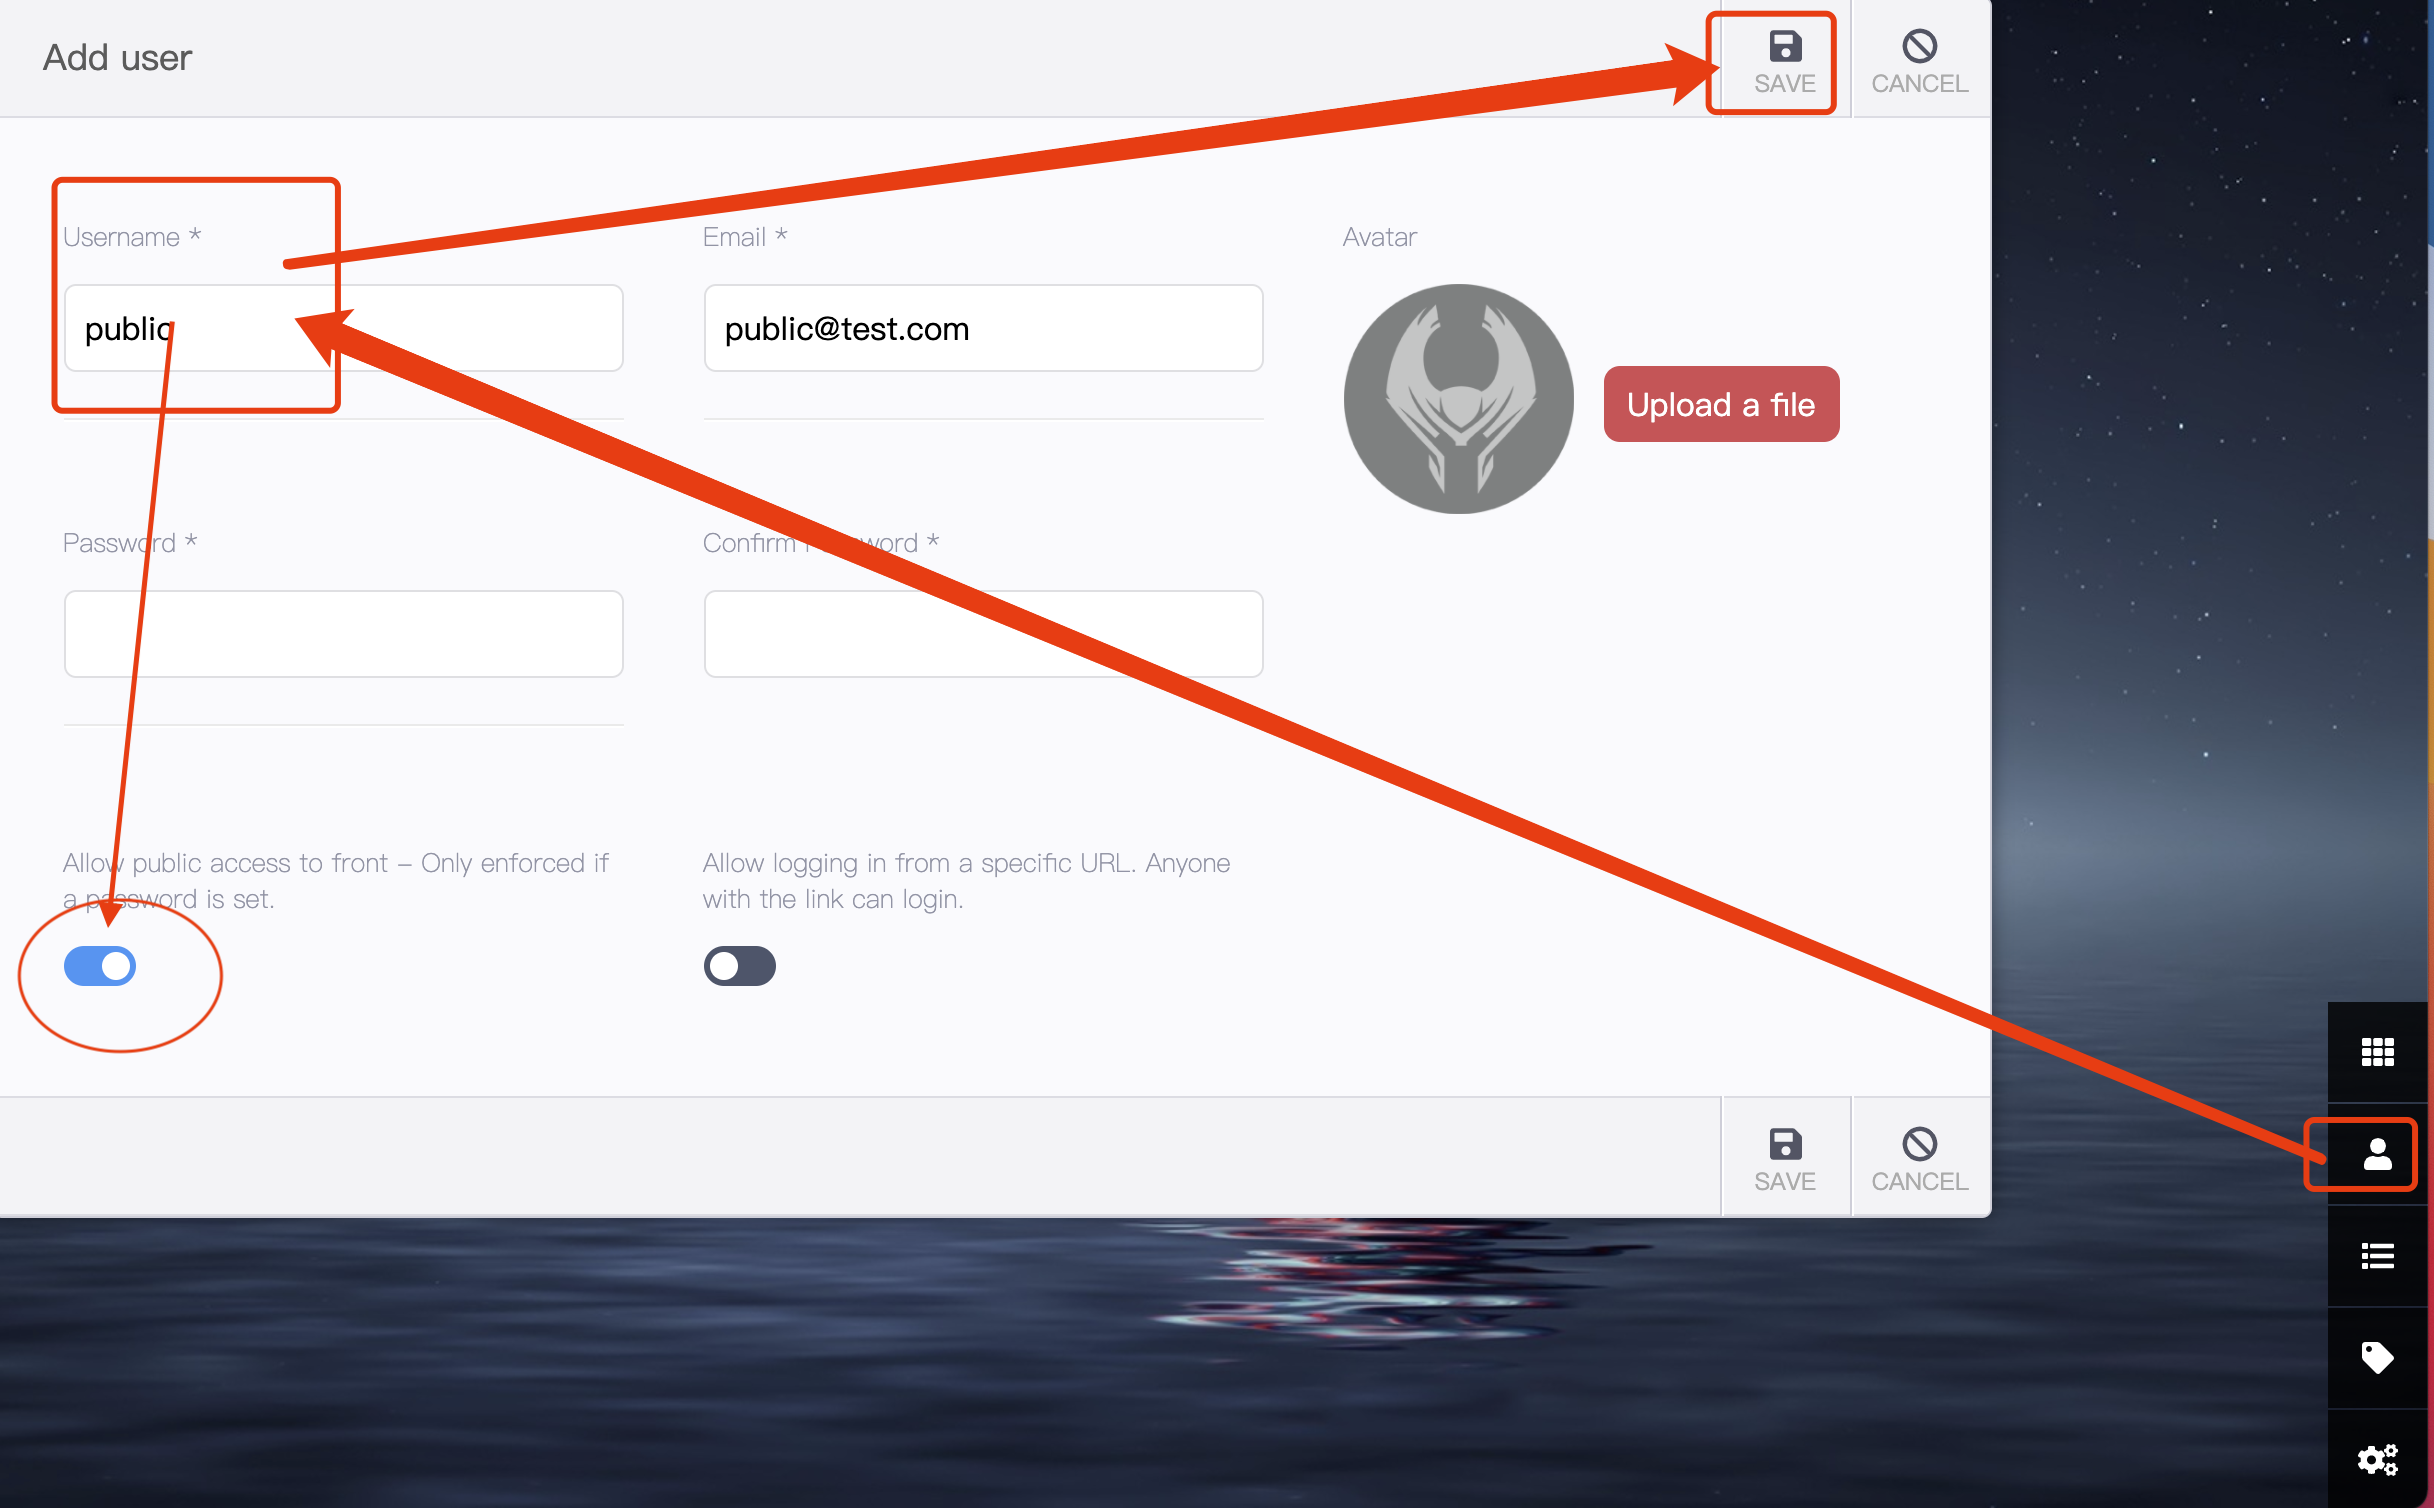 Add user
SAVE
CANCEL
Username *
Email *
Avatar
public
public@test.com
Upload a file
Password *
Confirm
*
Allow public access to front – Only enforced if
a password is set.
Allow logging in from a specific URL. Anyone
with the link can login.
SAVE
CANCEL